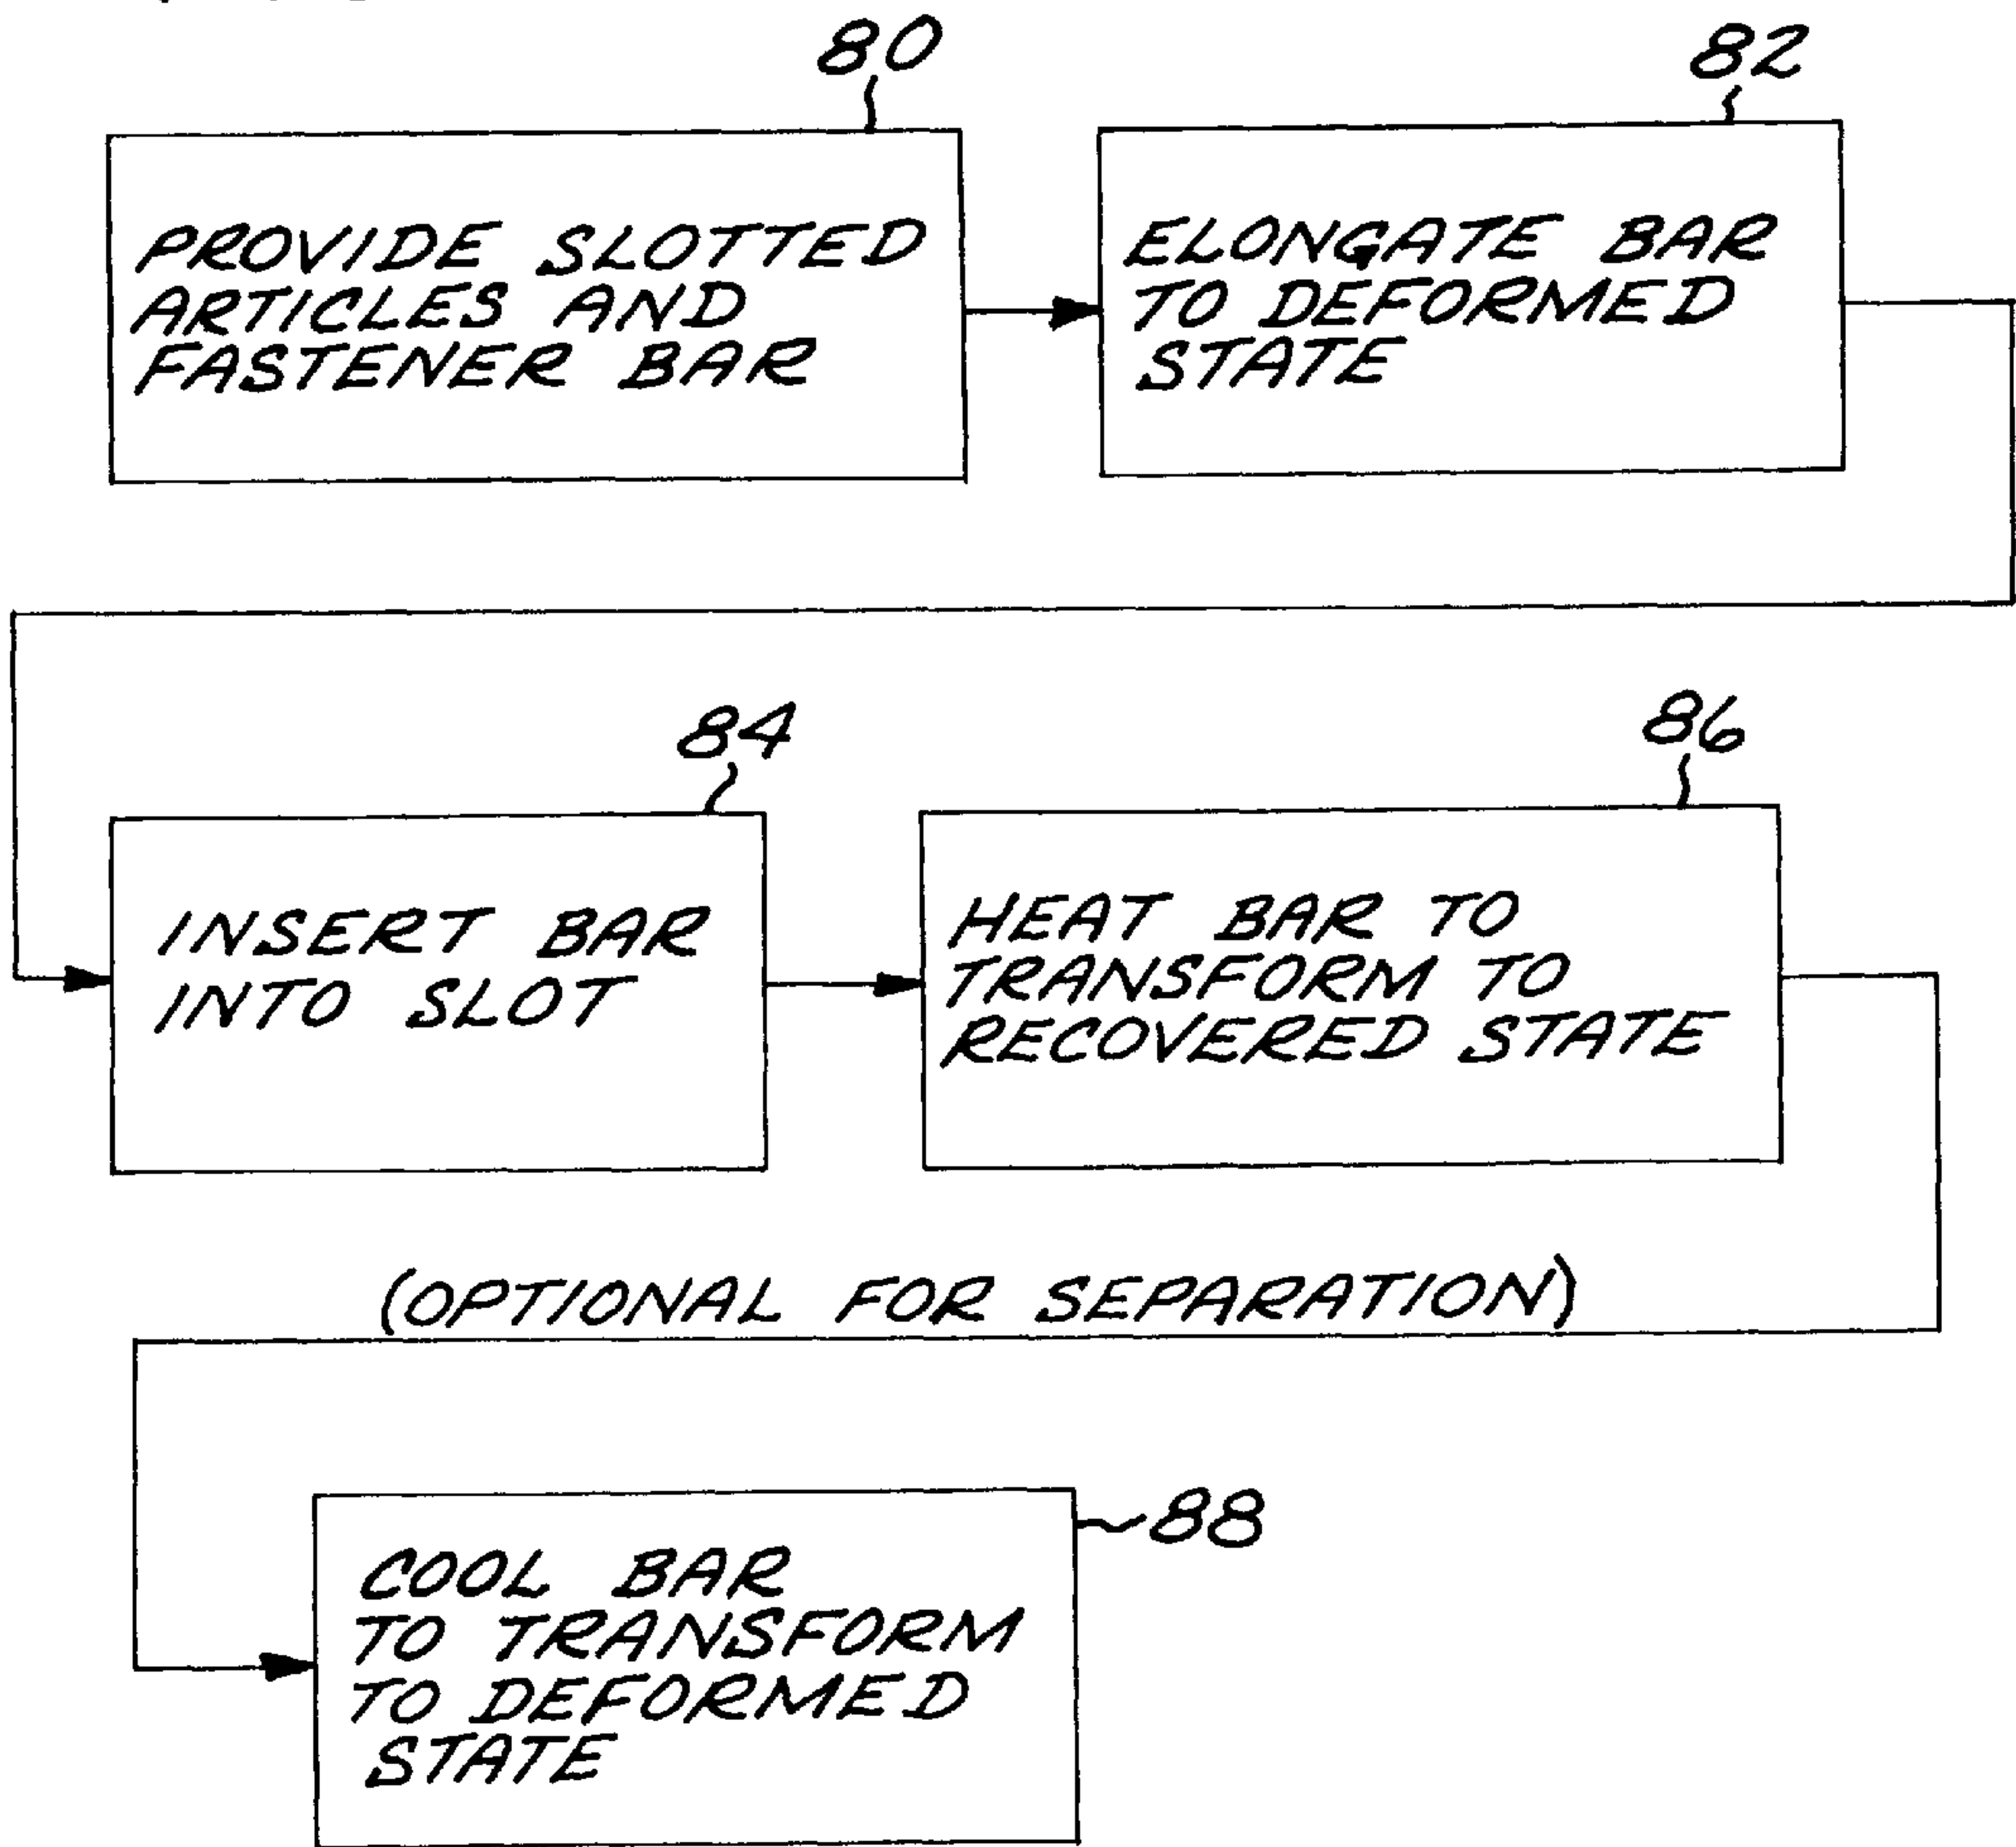 80
82
PROVIDE SLOTTED
ARTICLES AND
FASTENER BAR
ELONGATE BAR
TO DEFORMED
STATE
84
86
INSERT BAR
INTO SLOT
HEAT BAR TO
TRANSFORM TO
RECOVERED STATE
(OPTIONAL FOR SEPARATION)
88
COOL BAR
TO TRANSFORM
TO DEFORMED
STATE